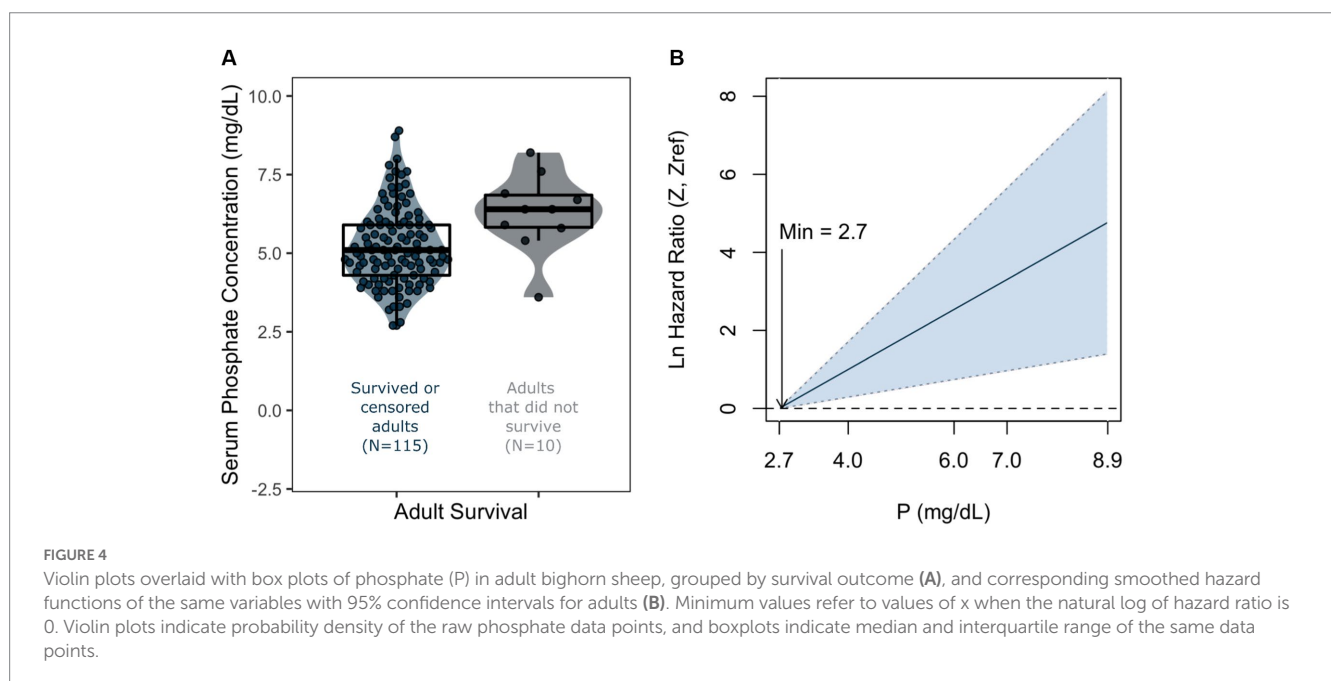 A
Serum Phosphate Concentration (mg/dL)
10.0
7.5
5.0
2.5
0.0
-2.5
Survived or
censored
adults
(N=115)
Adults
that did not
survive
(N=10)
Adult Survival
B
Ln Hazard Ratio (Z, Zref)
8
6
4
2
0
Min = 2.7
2.7
4.0
6.0
7.0
8.9
P (mg/dL)
FIGURE 4
Violin plots overlaid with box plots of phosphate (P) in adult bighorn sheep, grouped by survival outcome (A), and corresponding smoothed hazard
functions of the same variables with 95% confidence intervals for adults (B). Minimum values refer to values of x when the natural log of hazard ratio is
0. Violin plots indicate probability density of the raw phosphate data points, and boxplots indicate median and interquartile range of the same data
points.